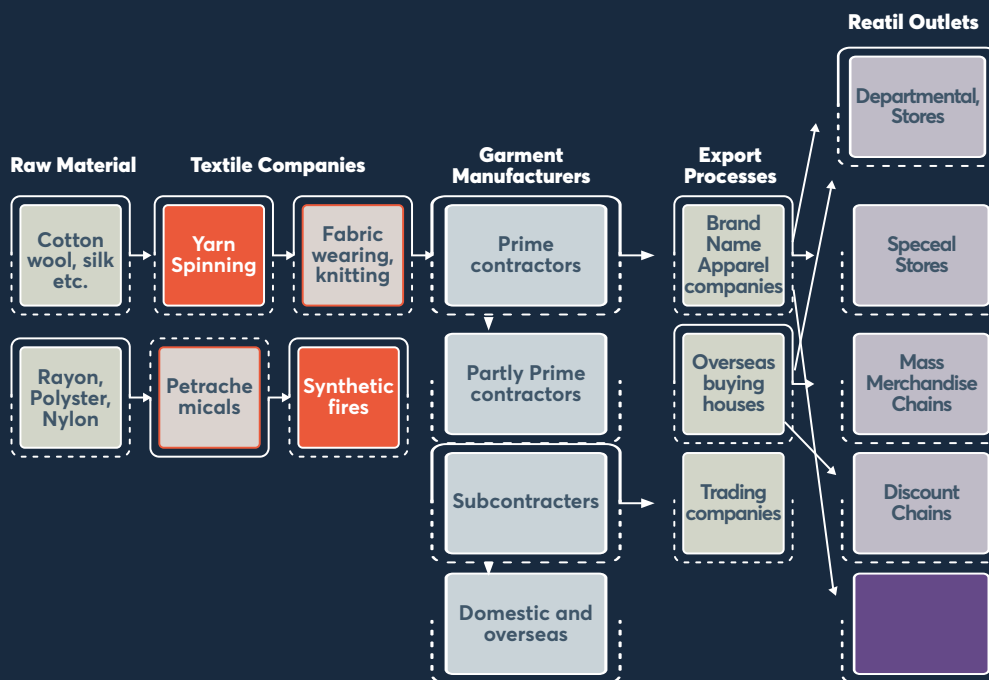 Reatil Outlets
Departmental,
Stores
Raw Material
Textile Companies
Garment
Manufacturers
Export
Processes
Cotton
wool, silk
etc.
Yarn
Spinning
Fabric
wearing,
knitting
Prime
contractors
Brand
Name
Apparel
companies
Speceal
Stores
Rayon,
Polyster,
Nylon
Petrache
micals
Synthetic
fires
Partly Prime
contractors
Overseas
buying
houses
Mass
Merchandise
Chains
Subcontracters
Trading
companies
Discount
Chains
Domestic and
overseas